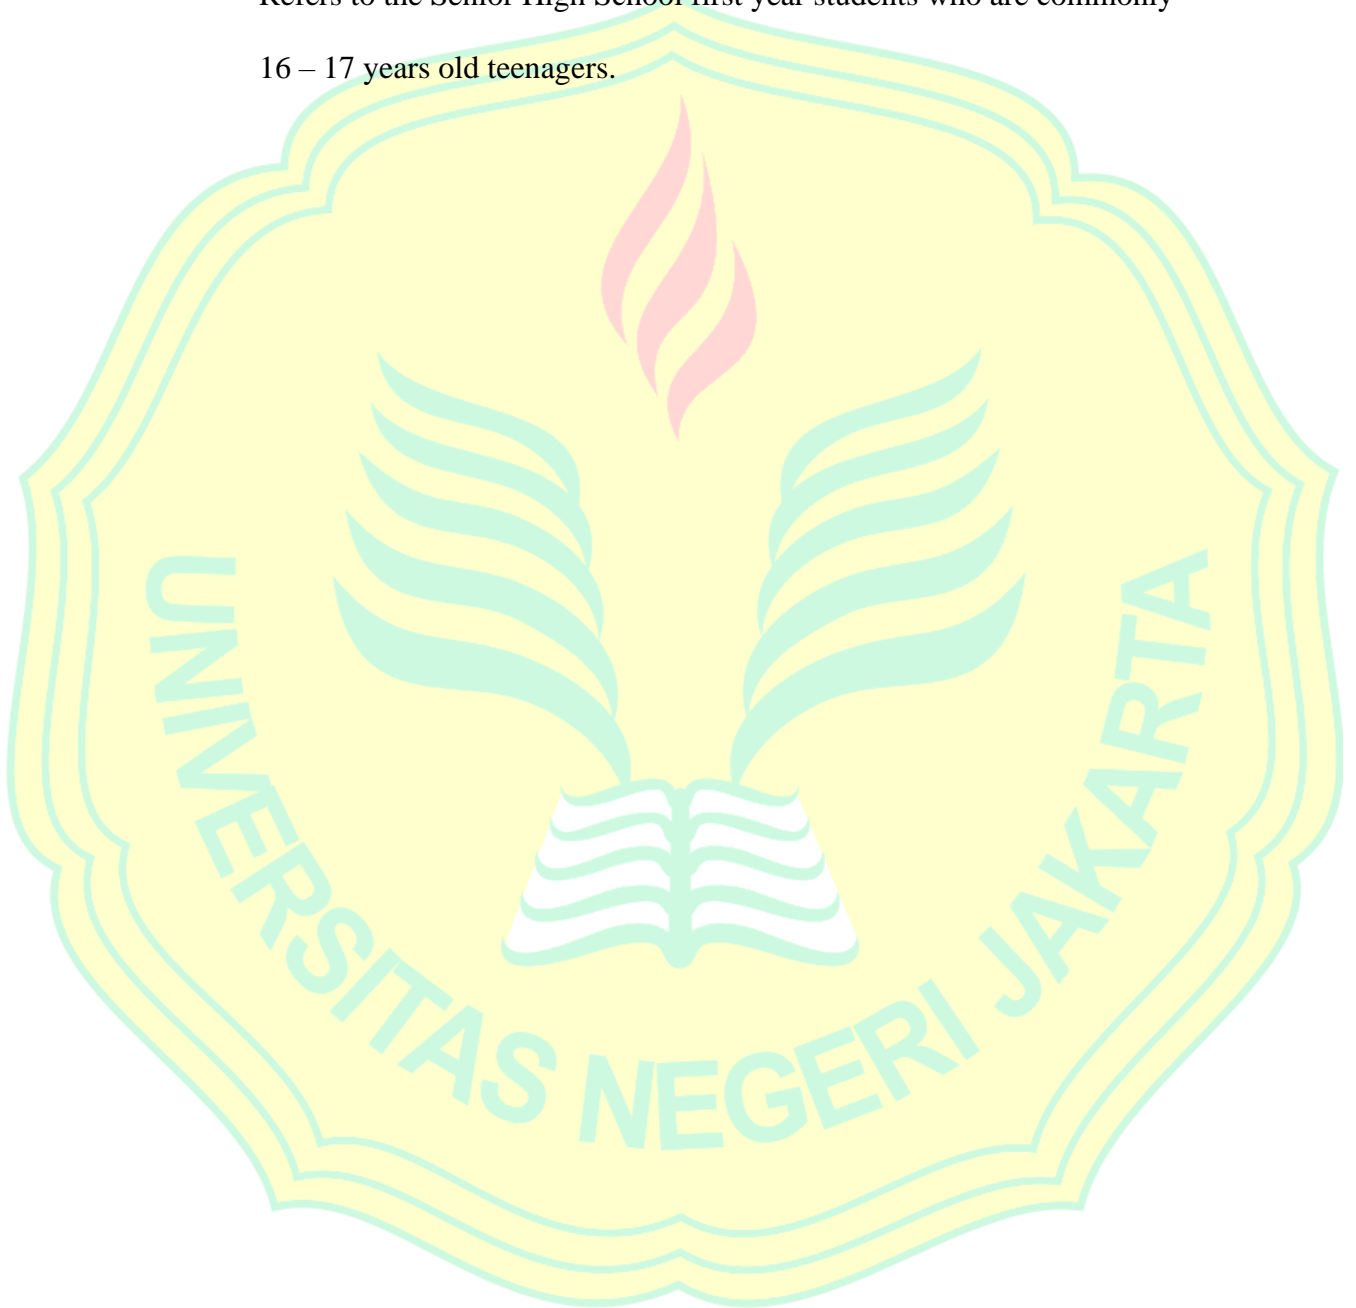 Refers to the Senior High School first year students who are commonly
16 – 17 years old teenagers.
UNIVERSITAS NEGERI JAKARTA